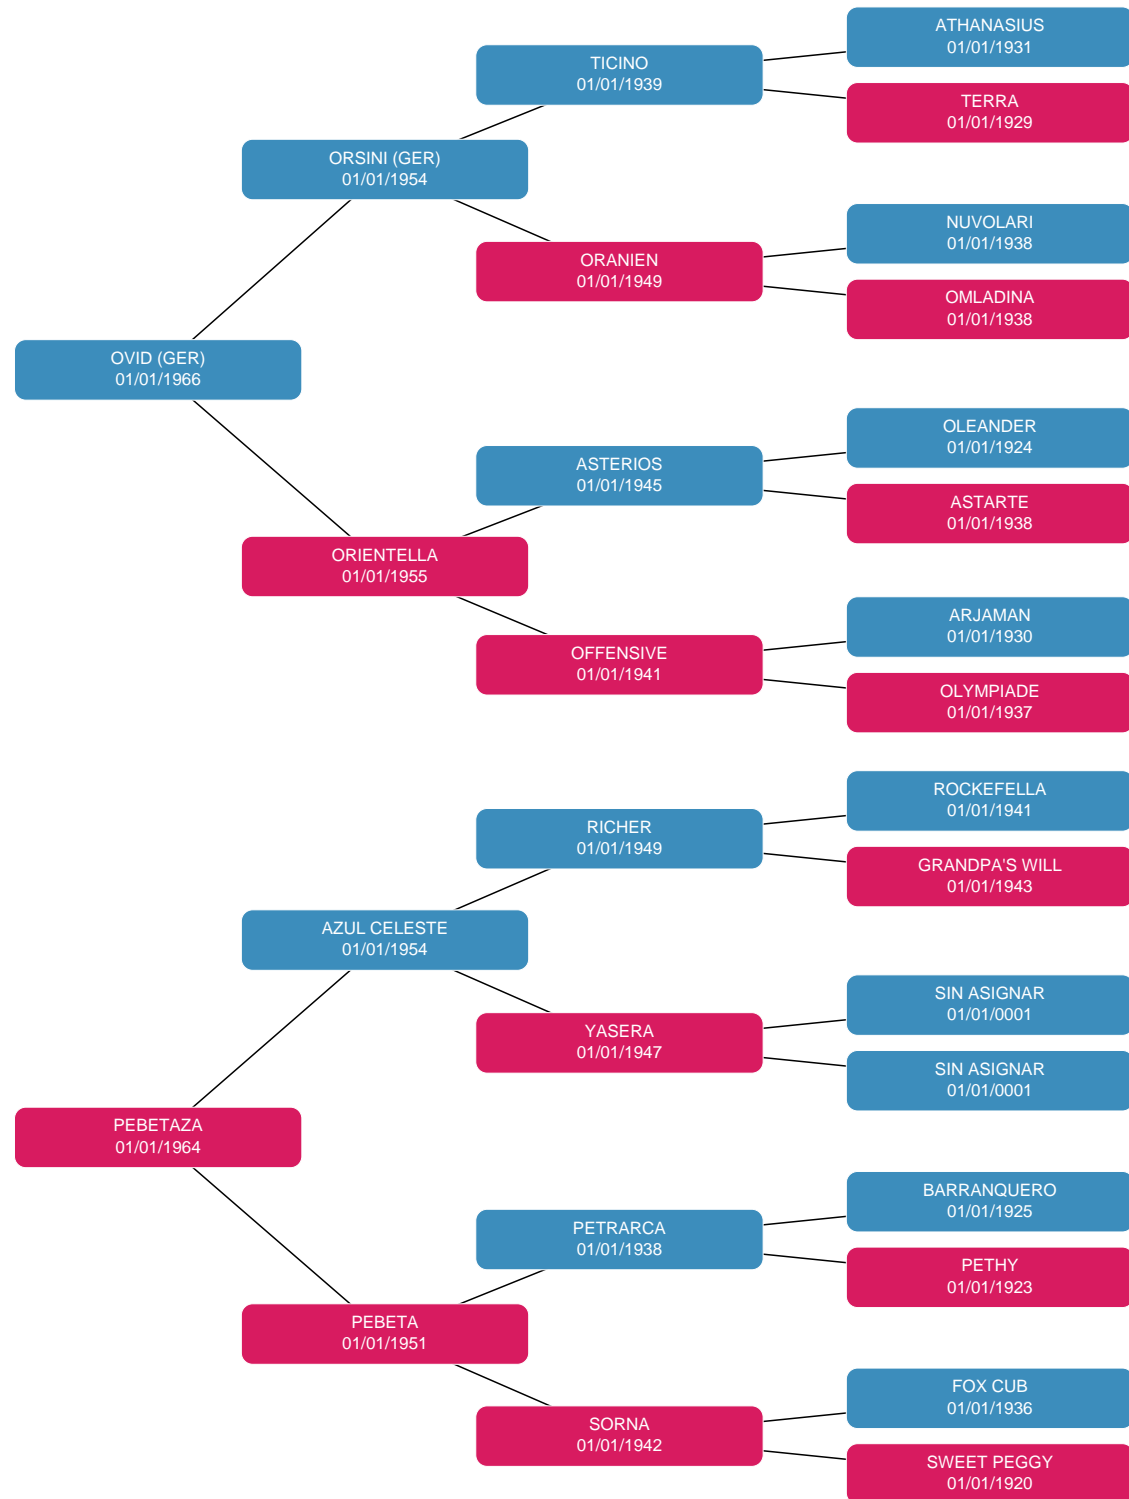 ATHANASIUS
01/01/1931
TICINO
01/01/1939
TERRA
01/01/1929
ORSINI (GER)
01/01/1954
NUVOLARI
01/01/1938
ORANIEN
01/01/1949
OMLADINA
01/01/1938
OVID (GER)
01/01/1966
OLEANDER
01/01/1924
ASTERIOS
01/01/1945
ASTARTE
01/01/1938
ORIENTELLA
01/01/1955
ARJAMAN
01/01/1930
OFFENSIVE
01/01/1941
OLYMPIADE
01/01/1937
ROCKEFELLA
01/01/1941
RICHER
01/01/1949
GRANDPA'S WILL
01/01/1943
AZUL CELESTE
01/01/1954
SIN ASIGNAR
01/01/0001
YASERA
01/01/1947
SIN ASIGNAR
01/01/0001
PEBETAZA
01/01/1964
BARRANQUERO
01/01/1925
PETRARCA
01/01/1938
PETHY
01/01/1923
PEBETA
01/01/1951
FOX CUB
01/01/1936
SORNA
01/01/1942
SWEET PEGGY
01/01/1920